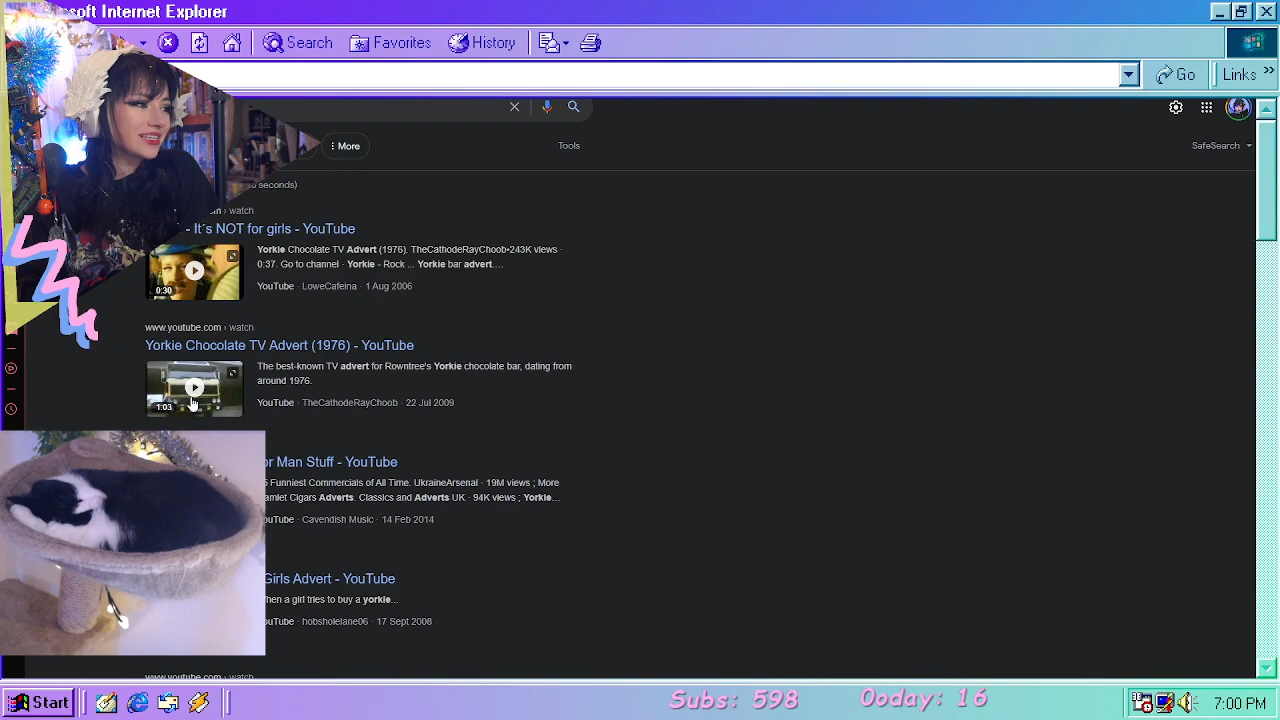 soft Internet Explorer
Search Favorites History
Go Links »
More Tools SafeSearch
seconds)
m › watch
- It´s NOT for girls - YouTube
Yorkie Chocolate TV Advert (1976). TheCathodeRayChoob•243K views ·
0:37. Go to channel · Yorkie - Rock ... Yorkie bar advert....
0:30
YouTube · LoweCafeina · 1 Aug 2006
www.youtube.com › watch
Yorkie Chocolate TV Advert (1976) - YouTube
The best-known TV advert for Rowntree's Yorkie chocolate bar, dating from
around 1976.
1:03
YouTube · TheCathodeRayChoob · 22 Jul 2009
or Man Stuff - YouTube
Funniest Commercials of All Time. UkraineArsenal · 19M views ; More
amlet Cigars Adverts. Classics and Adverts UK · 94K views ; Yorkie...
uTube · Cavendish Music · 14 Feb 2014
Girls Advert - YouTube
hen a girl tries to buy a yorkie...
uTube · hobsholelane06 · 17 Sept 2006
www.youtube.com › watch
Start
Subs: 598 Ooday: 16
7:00 PM